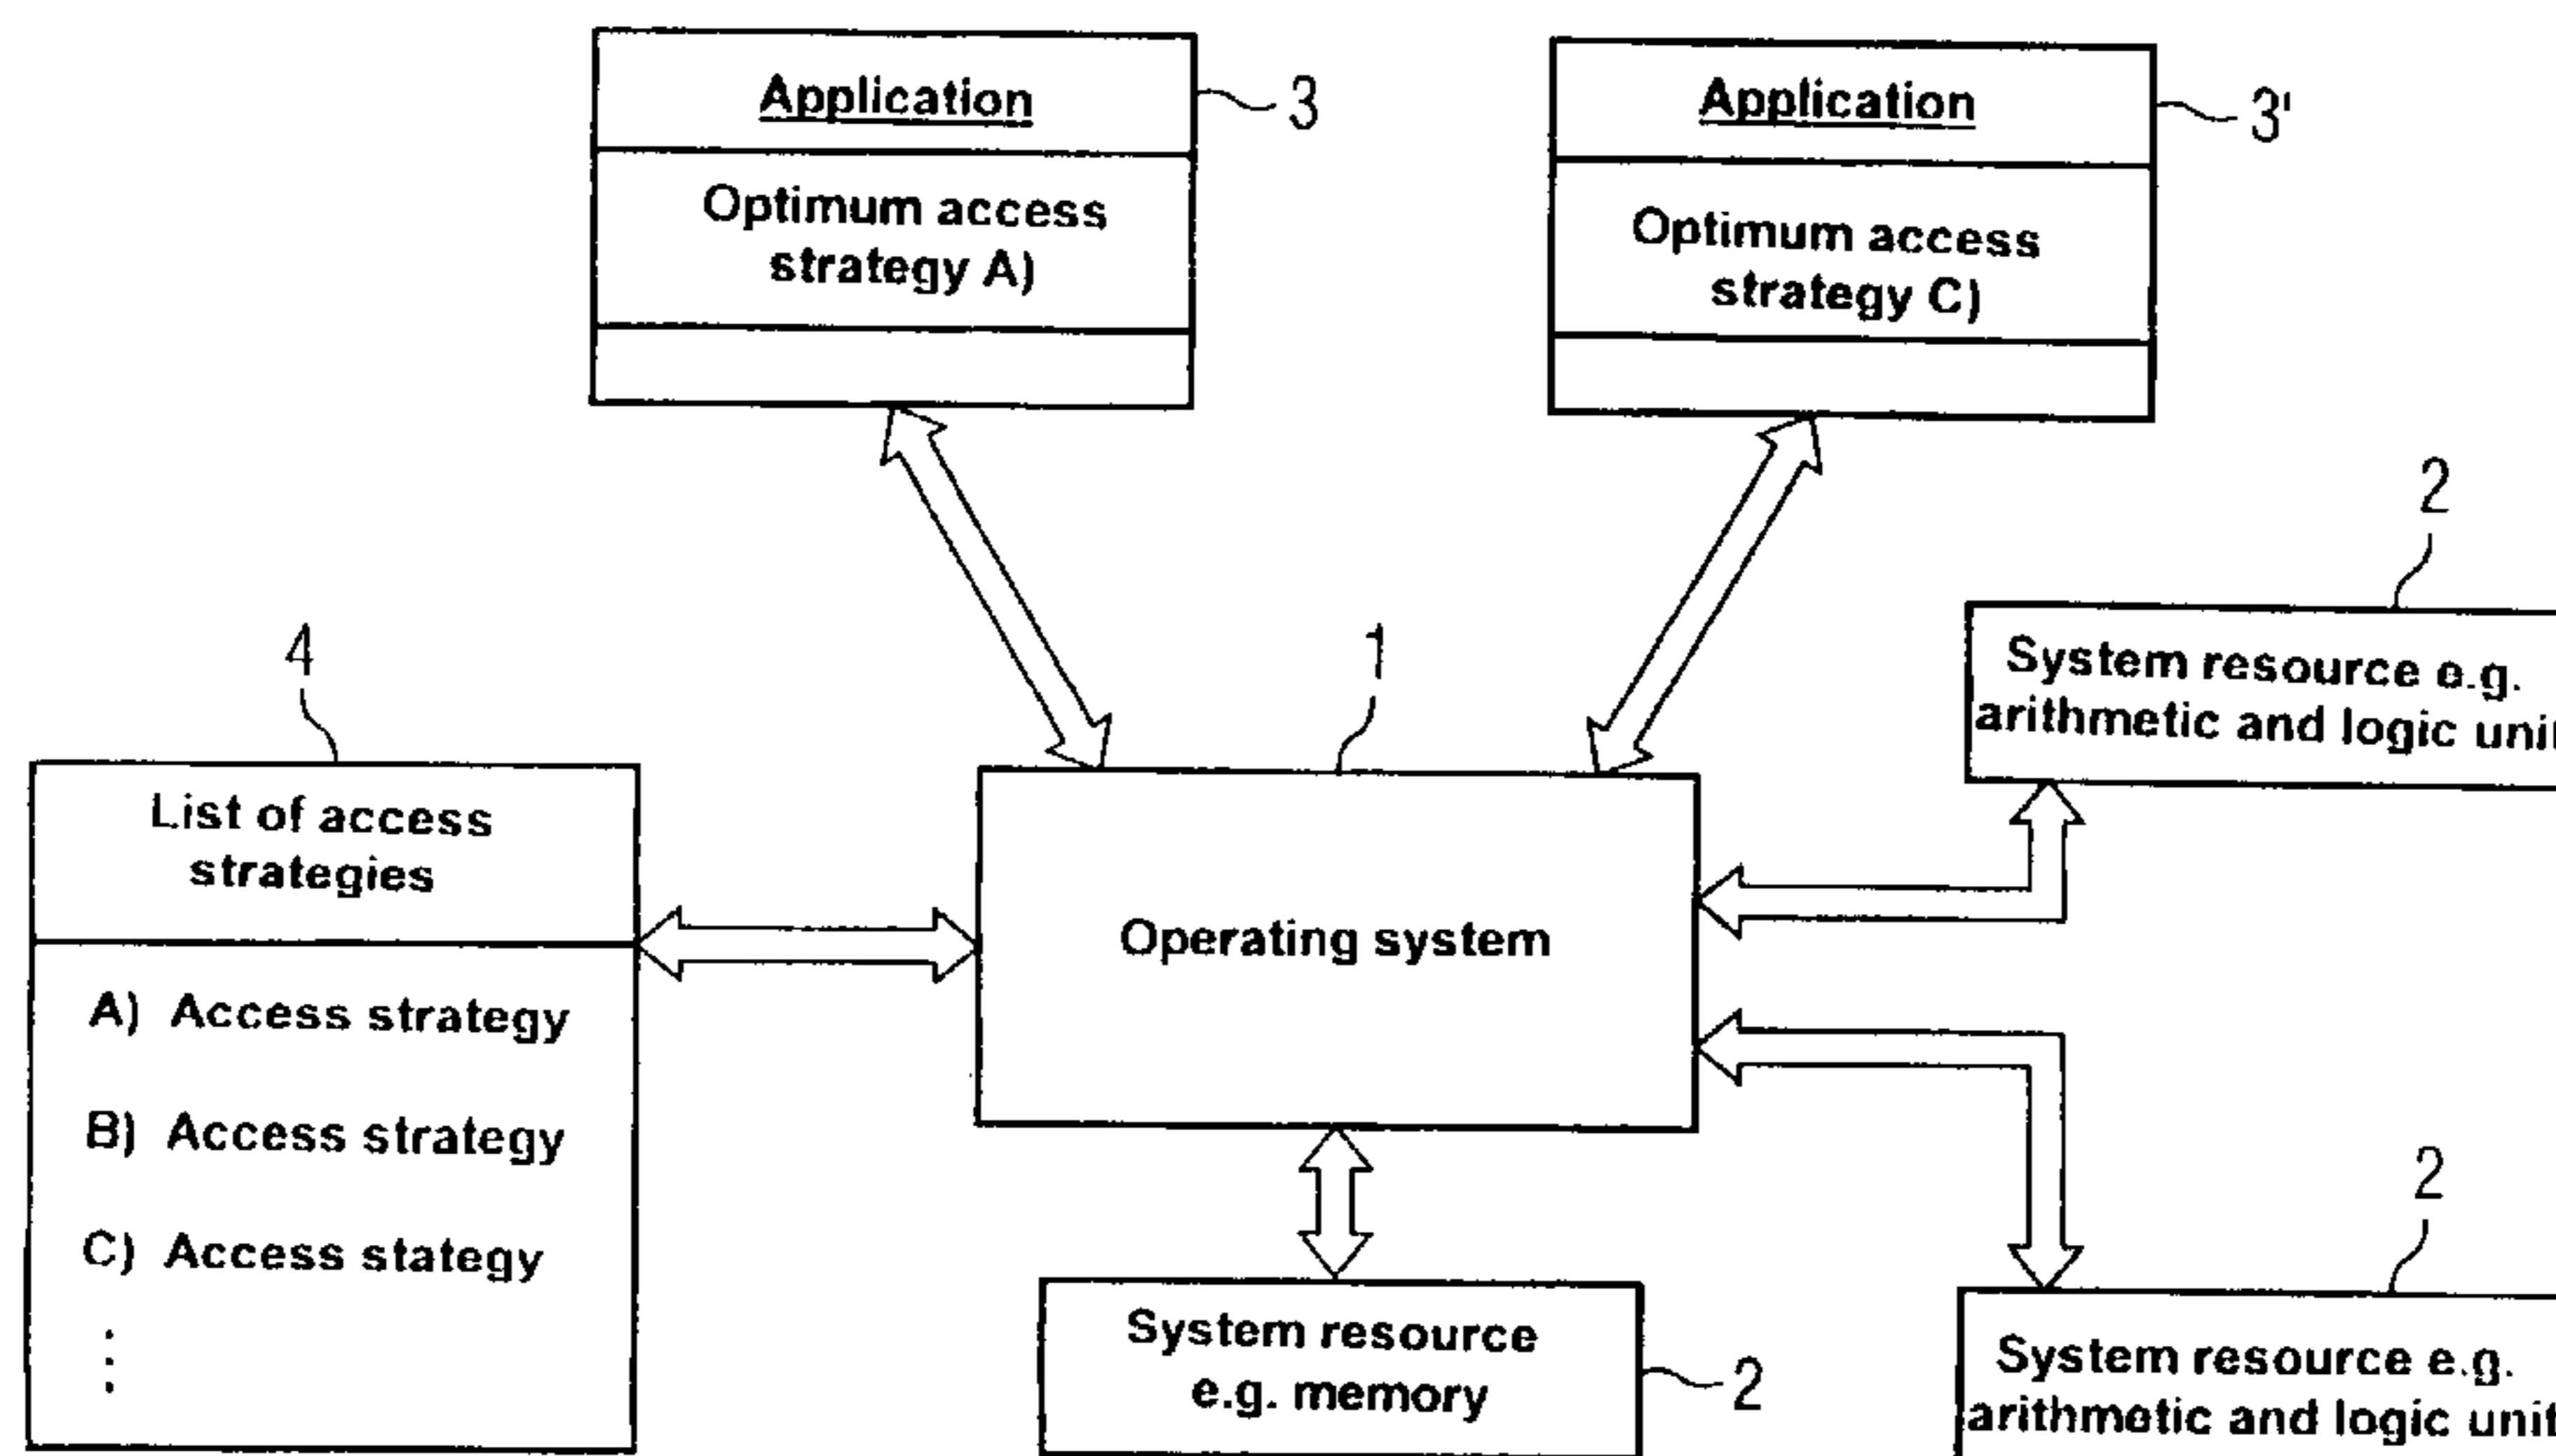 Application
3
Optimum access
strategy A)
Application
3'
Optimum access
strategy C)
2
System resource e.g.
arithmetic and logic unit
4
List of access
strategies
A) Access strategy
B) Access strategy
C) Access stategy
1
Operating system
System resource
e.g. memory
2
2
System resource e.g.
arithmetic and logic unit